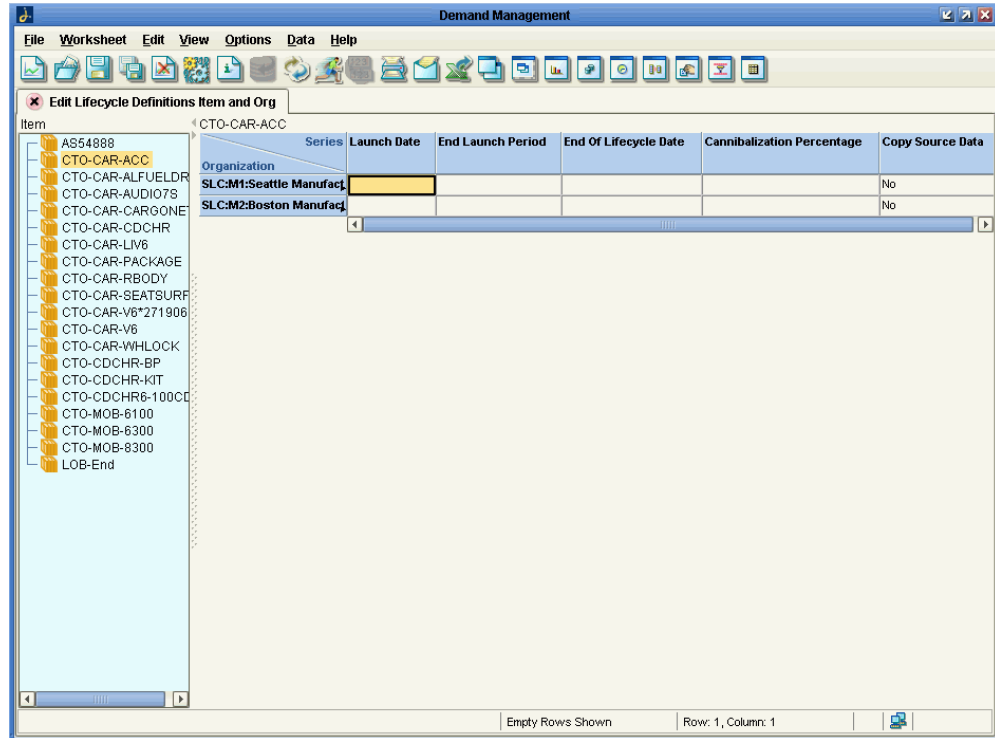 Demand Management
File Worksheet Edit View Options Data Help
Edit Lifecycle Definitions Item and Org
Item
CTO-CAR-ACC
AS54888
CTO-CAR-ACC
CTO-CAR-ALFUELDR
CTO-CAR-AUDIO7S
CTO-CAR-CARGONET
CTO-CAR-CDCHR
CTO-CAR-LIV6
CTO-CAR-PACKAGE
CTO-CAR-RBODY
CTO-CAR-SEATSURF
CTO-CAR-V6*271906
CTO-CAR-V6
CTO-CAR-WHLOCK
CTO-CDCHR-BP
CTO-CDCHR-KIT
CTO-CDCHR6-100CD
CTO-MOB-6100
CTO-MOB-6300
CTO-MOB-8300
LOB-End
Series Launch Date End Launch Period End Of Lifecycle Date Cannibalization Percentage Copy Source Data
Organization
SLC:M1:Seattle Manufact No
SLC:M2:Boston Manufact No
Empty Rows Shown Row: 1, Column: 1